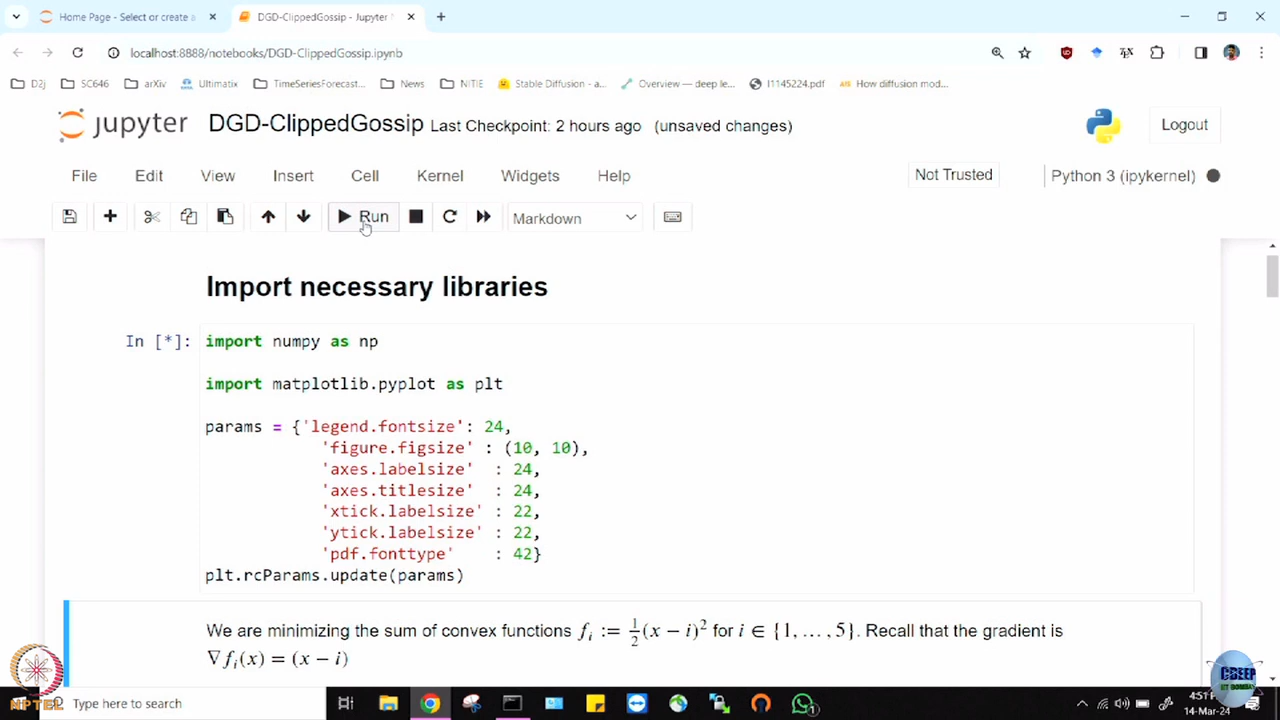 Home Page - Select or create a
DGD-ClippedGossip - Jupyter N
localhost:8888/notebooks/DGD-ClippedGossip.ipynb
D2j SC646 arXiv Ultimatix TimeSeriesForecast... News NITIE Stable Diffusion - a... Overview — deep le... I1145224.pdf How diffusion mod...
jupyter DGD-ClippedGossip Last Checkpoint: 2 hours ago (unsaved changes) Logout
File Edit View Insert Cell Kernel Widgets Help Not Trusted Python 3 (ipykernel)
Run Markdown
Import necessary libraries
In [*]: import numpy as np
import matplotlib.pyplot as plt
params = {'legend.fontsize': 24,
'figure.figsize' : (10, 10),
'axes.labelsize' : 24,
'axes.titlesize' : 24,
'xtick.labelsize' : 22,
'ytick.labelsize' : 22,
'pdf.fonttype' : 42}
plt.rcParams.update(params)
We are minimizing the sum of convex functions f_i := 1/2(x − i)² for i ∈ {1, … , 5}. Recall that the gradient is
∇f_i(x) = (x − i)
NPTEL
CDEEP
IIT BOMBAY
Type here to search
14-Mar-24